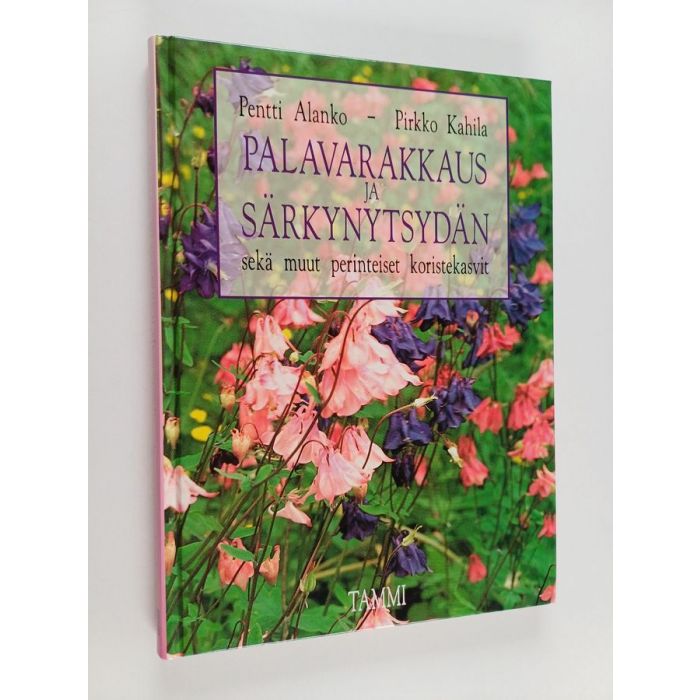 Pentti Alanko – Pirkko Kahila
PALAVARAKKAUS
JA
SÄRKYNYTSYDÄN
sekä muut perinteiset koristekasvit
TAMMI